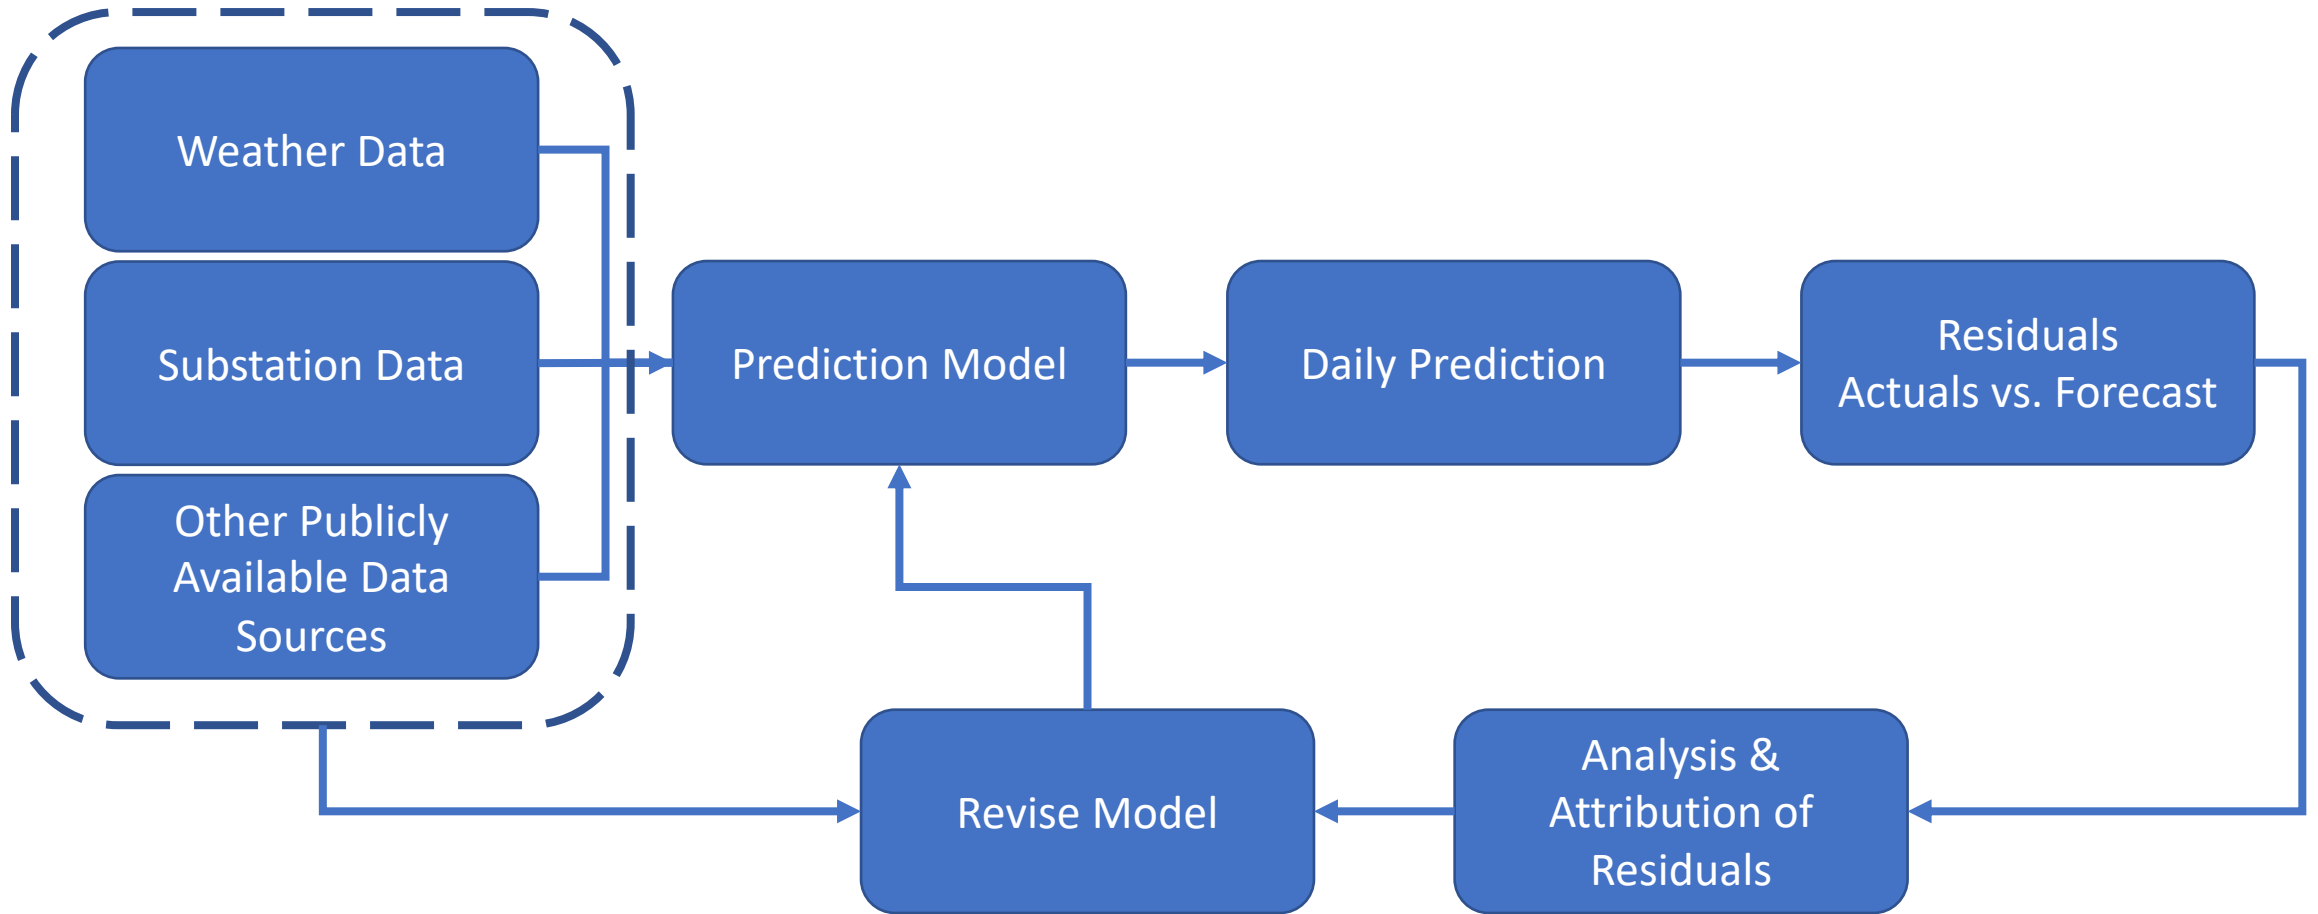 Weather Data
Substation Data
Other Publicly
Available Data
Sources
Prediction Model
Daily Prediction
Residuals
Actuals vs. Forecast
Revise Model
Analysis &
Attribution of
Residuals